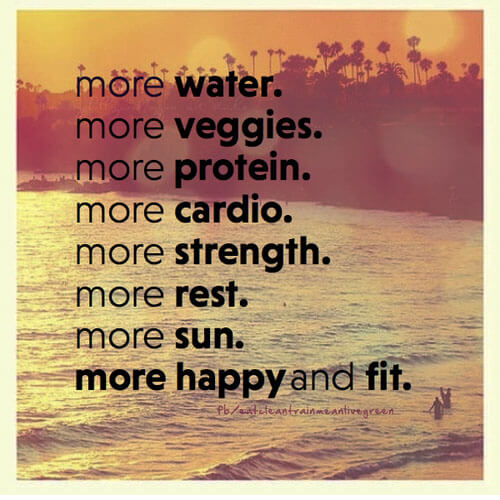 more water.
more veggies.
more protein.
more cardio.
more strength.
more rest.
more sun.
more happy and fit.
fb/eatcleantrainmeanlivegreen